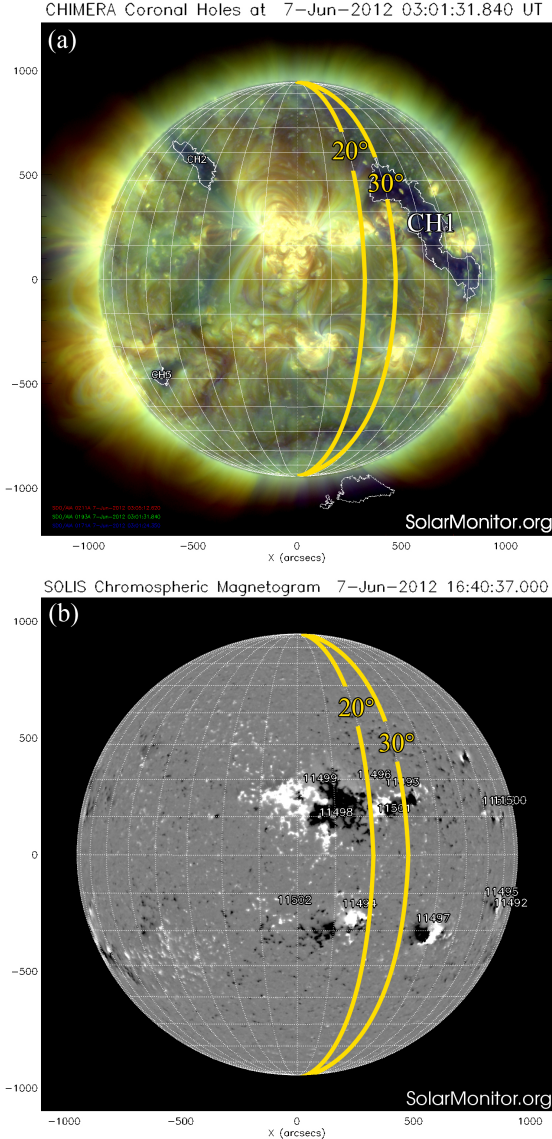 CHIMERA Coronal Holes at 7-Jun-2012 03:01:31.840 UT
(a)
1000
500
0
-500
-1000
CH2
20°
30°
CH1
CH5
SolarMonitor.org
-1000 -500 0 500 1000
X (arcsecs)
SOLIS Chromospheric Magnetogram 7-Jun-2012 16:40:37.000
(b)
1000
500
0
-500
-1000
20°
30°
11499
11496
11498
11501
11500
11502
11494
11495
11492
11497
SolarMonitor.org
-1000 -500 0 500 1000
X (arcsecs)